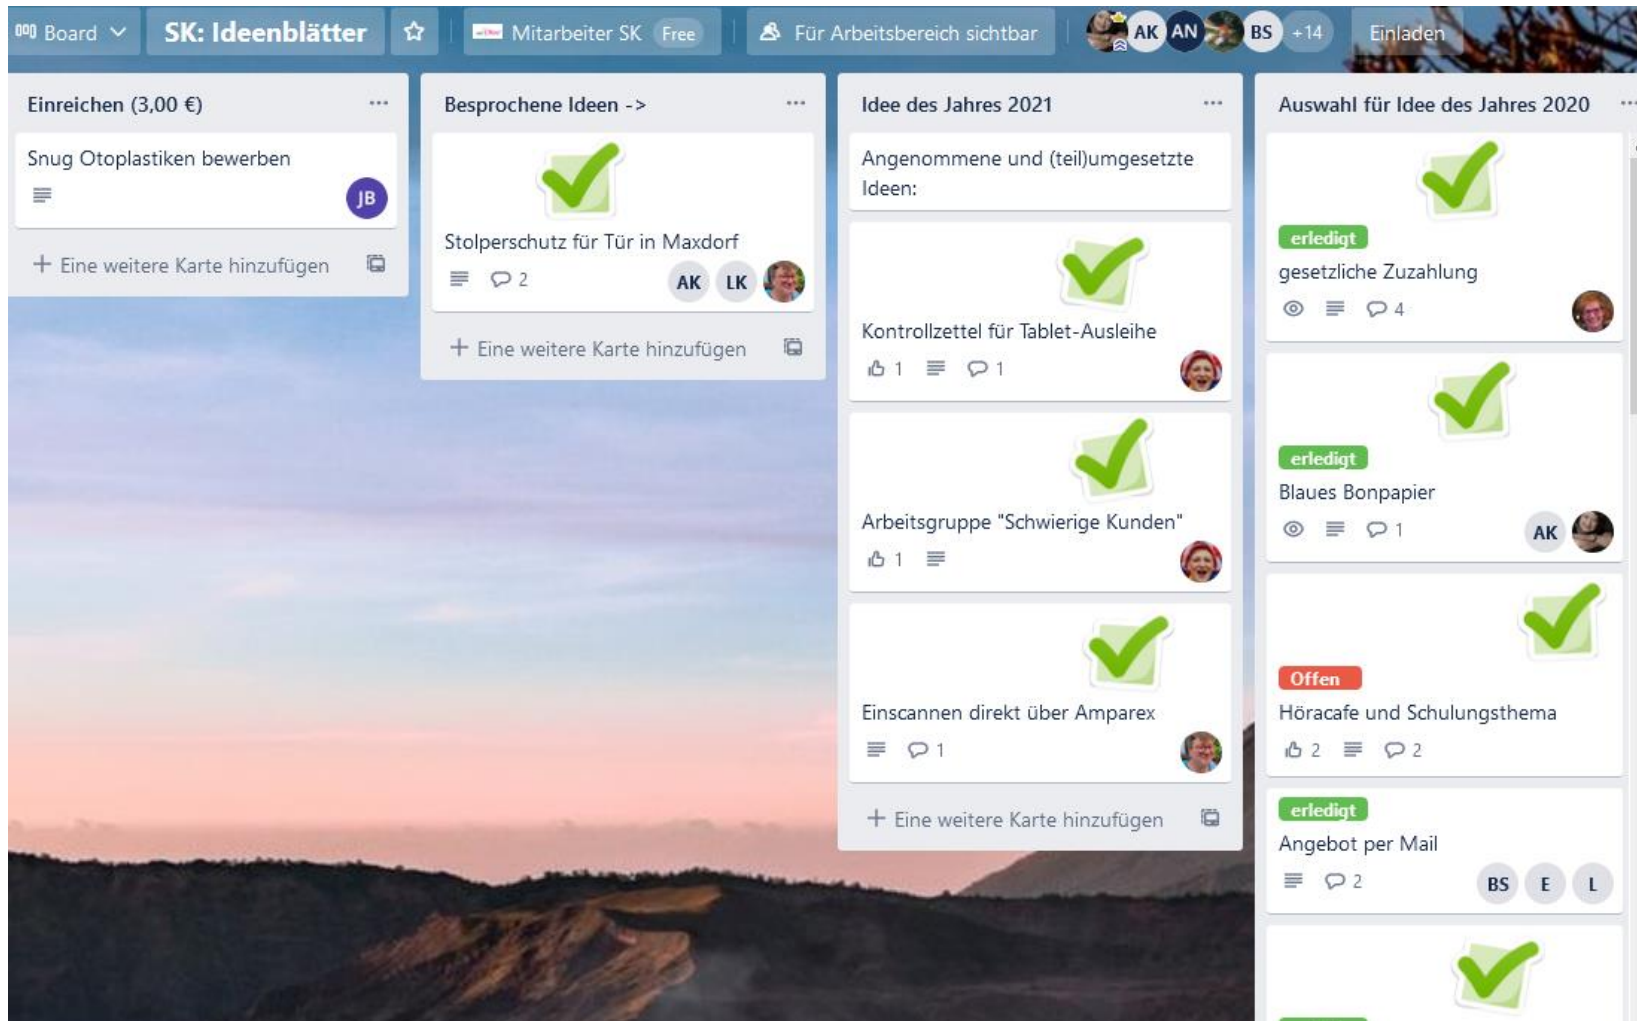 Board
SK: Ideenblätter
Mitarbeiter SK Free
Für Arbeitsbereich sichtbar
AK AN BS +14
Einladen
Einreichen (3,00 €)
Snug Otoplastiken bewerben
JB
+ Eine weitere Karte hinzufügen
Besprochene Ideen ->
Stolperschutz für Tür in Maxdorf
2 AK LK
+ Eine weitere Karte hinzufügen
Idee des Jahres 2021
Angenommene und (teil)umgesetzte
Ideen:
Kontrollzettel für Tablet-Ausleihe
1 1
Arbeitsgruppe "Schwierige Kunden"
1
Einscannen direkt über Amparex
1
+ Eine weitere Karte hinzufügen
Auswahl für Idee des Jahres 2020
erledigt
gesetzliche Zuzahlung
4
erledigt
Blaues Bonpapier
1 AK
Offen
Höracafe und Schulungsthema
2 2
erledigt
Angebot per Mail
2 BS E L